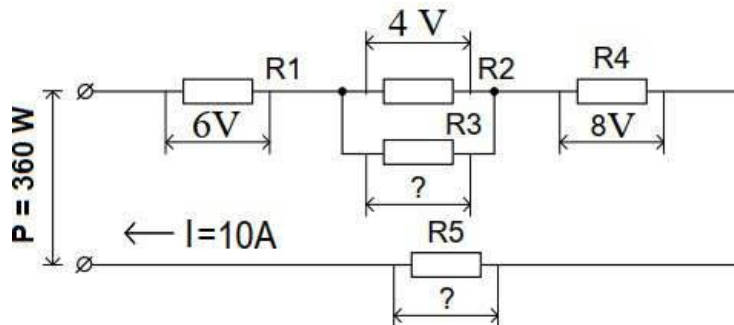 4 V
R1
R2
R4
6V
R3
8V
?
P = 360 W
I=10A
R5
?